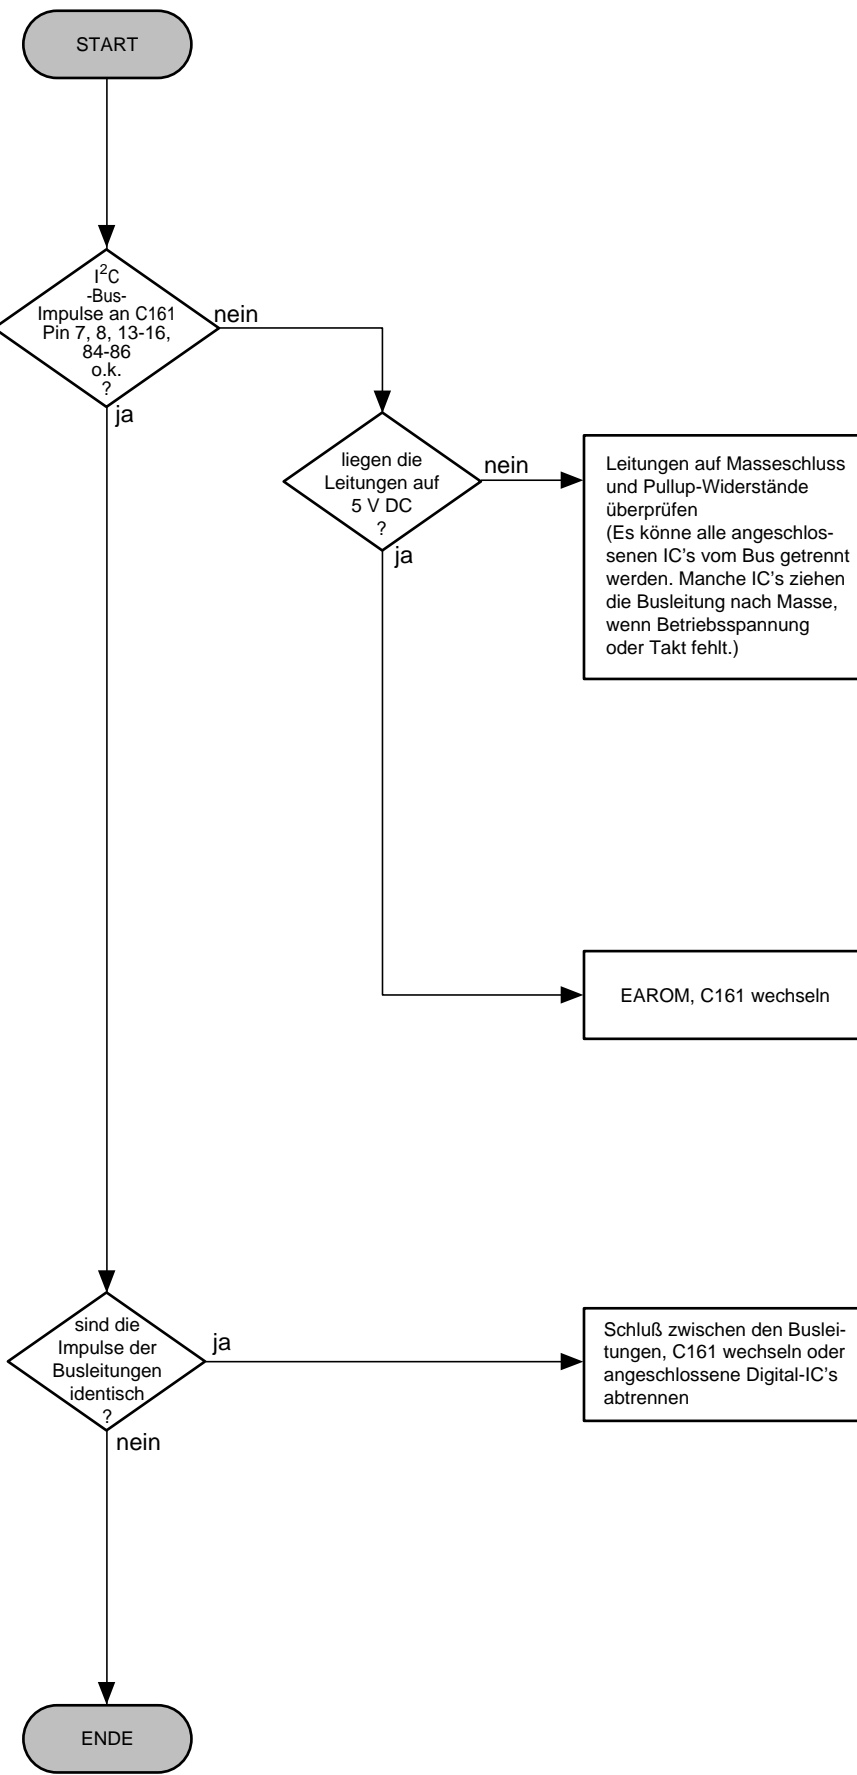 START
I²C
-Bus-
Impulse an C161
Pin 7, 8, 13-16,
84-86
o.k.
?
nein
ja
liegen die
Leitungen auf
5 V DC
?
nein
ja
Leitungen auf Masseschluss
und Pullup-Widerstände
überprüfen
(Es könne alle angeschlos-
senen IC's vom Bus getrennt
werden. Manche IC's ziehen
die Busleitung nach Masse,
wenn Betriebsspannung
oder Takt fehlt.)
EAROM, C161 wechseln
sind die
Impulse der
Busleitungen
identisch
?
ja
nein
Schluß zwischen den Buslei-
tungen, C161 wechseln oder
angeschlossene Digital-IC's
abtrennen
ENDE